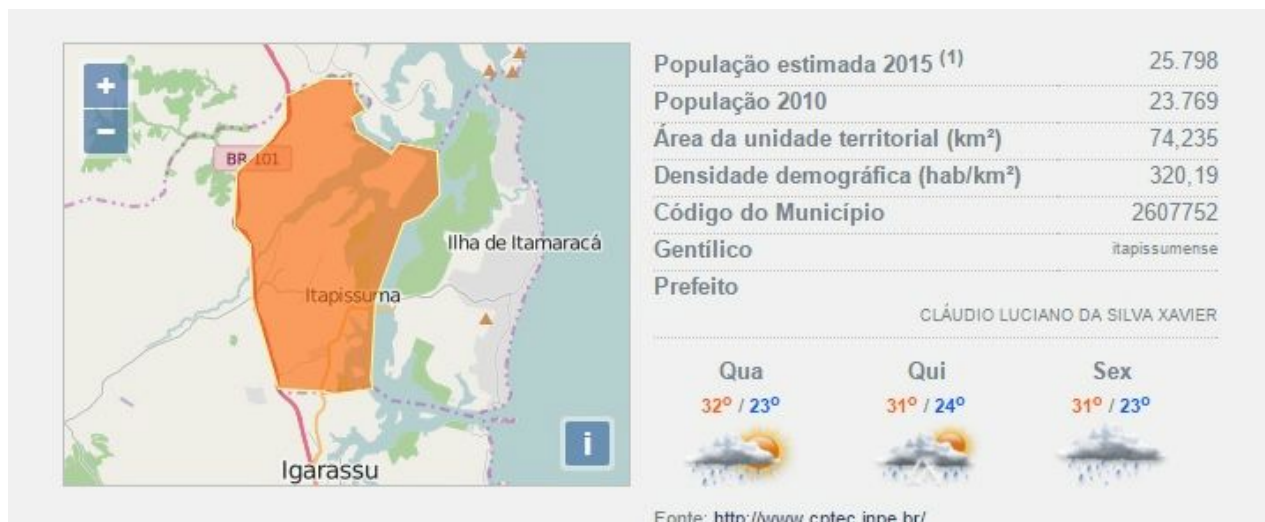 +
-
BR 101
Ilha de Itamaracá
Itapissuma
Igarassu
i
População estimada 2015 (1) 25.798
População 2010 23.769
Área da unidade territorial (km²) 74,235
Densidade demográfica (hab/km²) 320,19
Código do Município 2607752
Gentílico itapissumense
Prefeito
CLÁUDIO LUCIANO DA SILVA XAVIER
Qua Qui Sex
32º / 23º 31º / 24º 31º / 23º
Fonte: http://www.cptec.inpe.br/